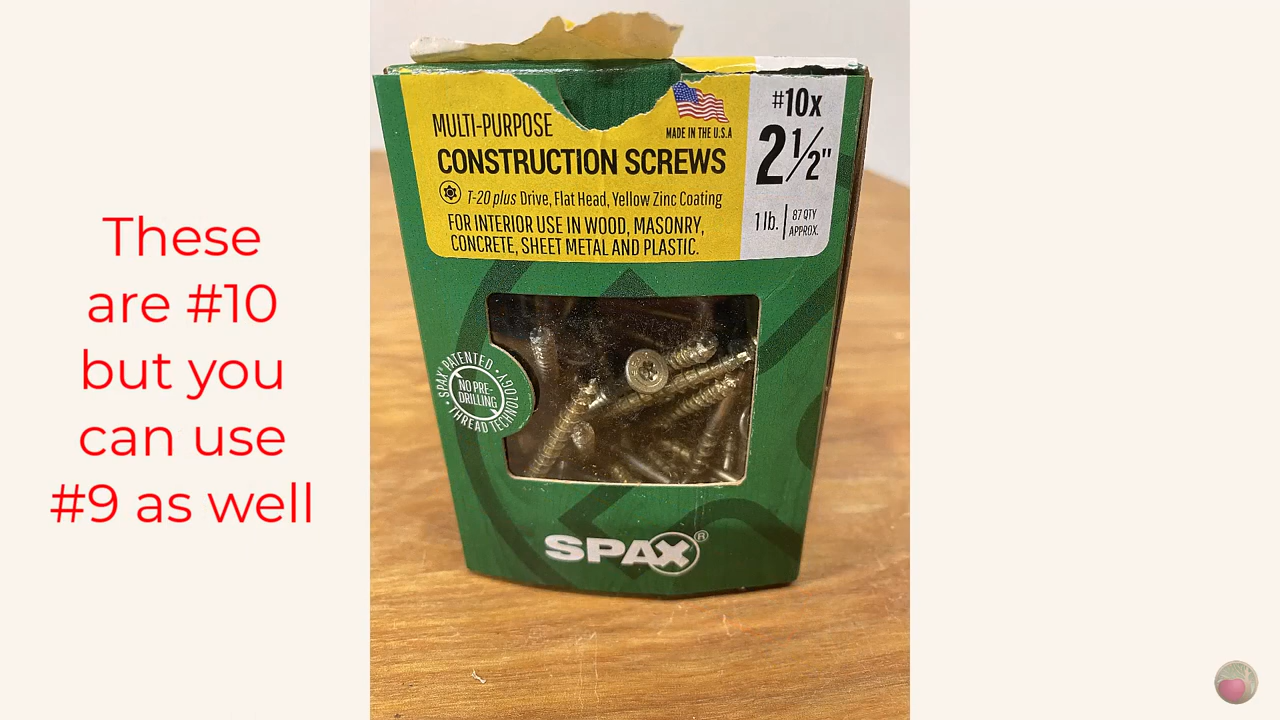 These
are #10
but you
can use
#9 as well
MULTI-PURPOSE
CONSTRUCTION SCREWS
T-20 plus Drive, Flat Head, Yellow Zinc Coating
FOR INTERIOR USE IN WOOD, MASONRY,
CONCRETE, SHEET METAL AND PLASTIC.
MADE IN THE U.S.A
#10x
2 1/2"
1 lb.
87 QTY
APPROX.
SPAX® PATENTED • THREAD TECHNOLOGY •
NO PRE-
DRILLING
SPAX®